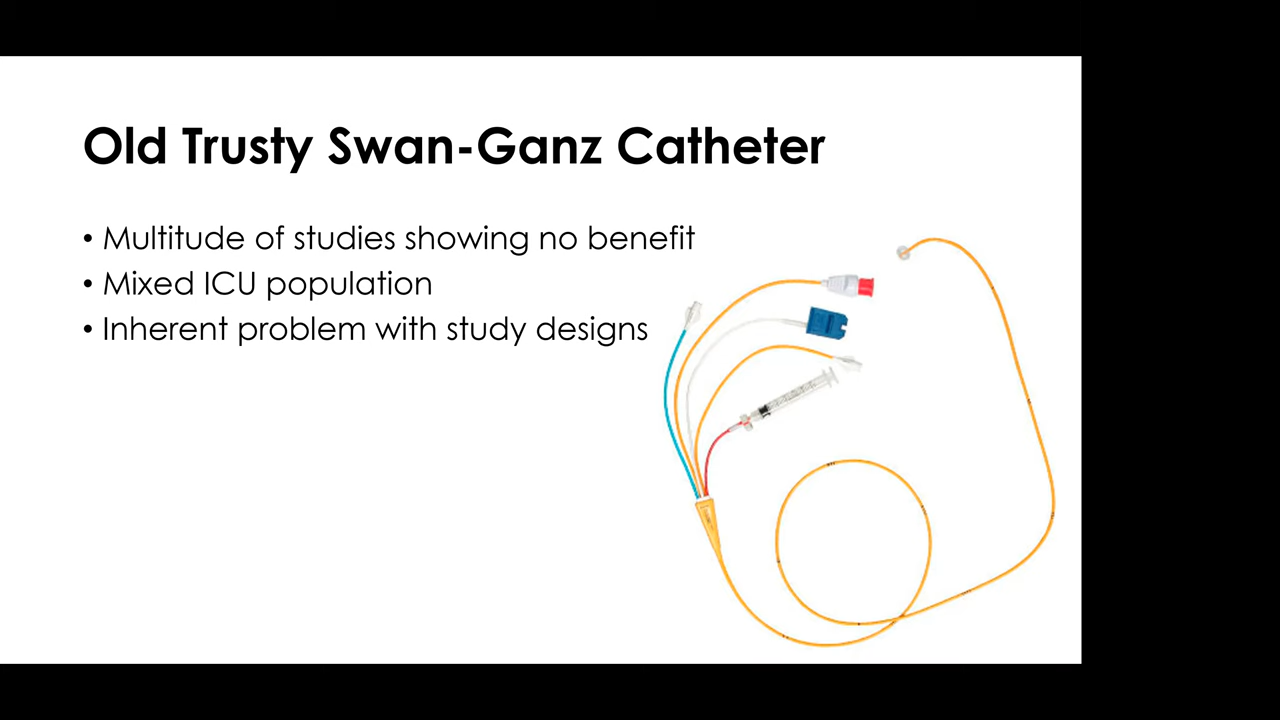 Old Trusty Swan-Ganz Catheter
• Multitude of studies showing no benefit
• Mixed ICU population
• Inherent problem with study designs